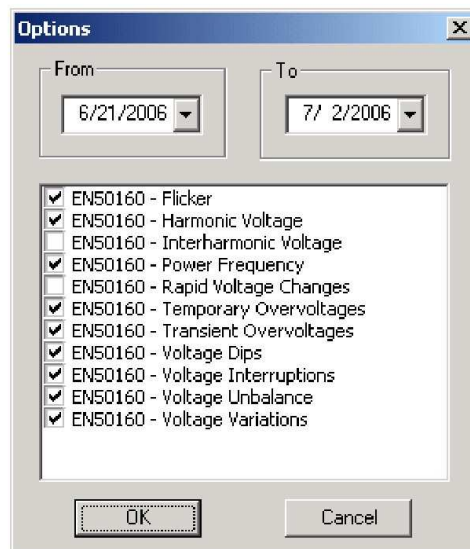 Options
From
To
6/21/2006
7/ 2/2006
EN50160 - Flicker
EN50160 - Harmonic Voltage
EN50160 - Interharmonic Voltage
EN50160 - Power Frequency
EN50160 - Rapid Voltage Changes
EN50160 - Temporary Overvoltages
EN50160 - Transient Overvoltages
EN50160 - Voltage Dips
EN50160 - Voltage Interruptions
EN50160 - Voltage Unbalance
EN50160 - Voltage Variations
OK
Cancel